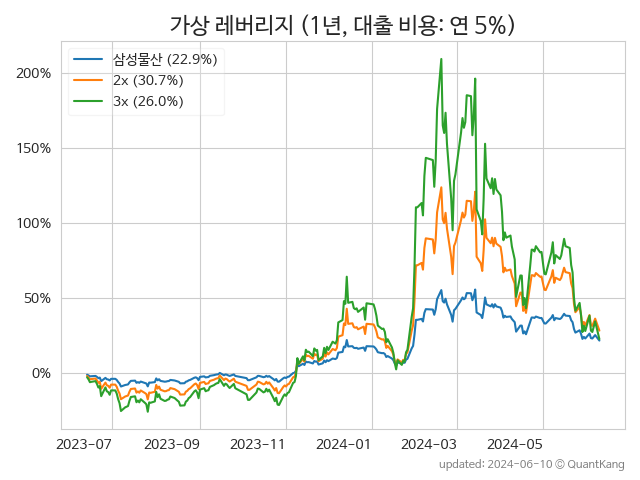 가상 레버리지 (1년, 대출 비용: 연 5%)
삼성물산 (22.9%)
2x (30.7%)
3x (26.0%)
200%
150%
100%
50%
0%
2023-07 2023-09 2023-11 2024-01 2024-03 2024-05
updated: 2024-06-10 © QuantKang